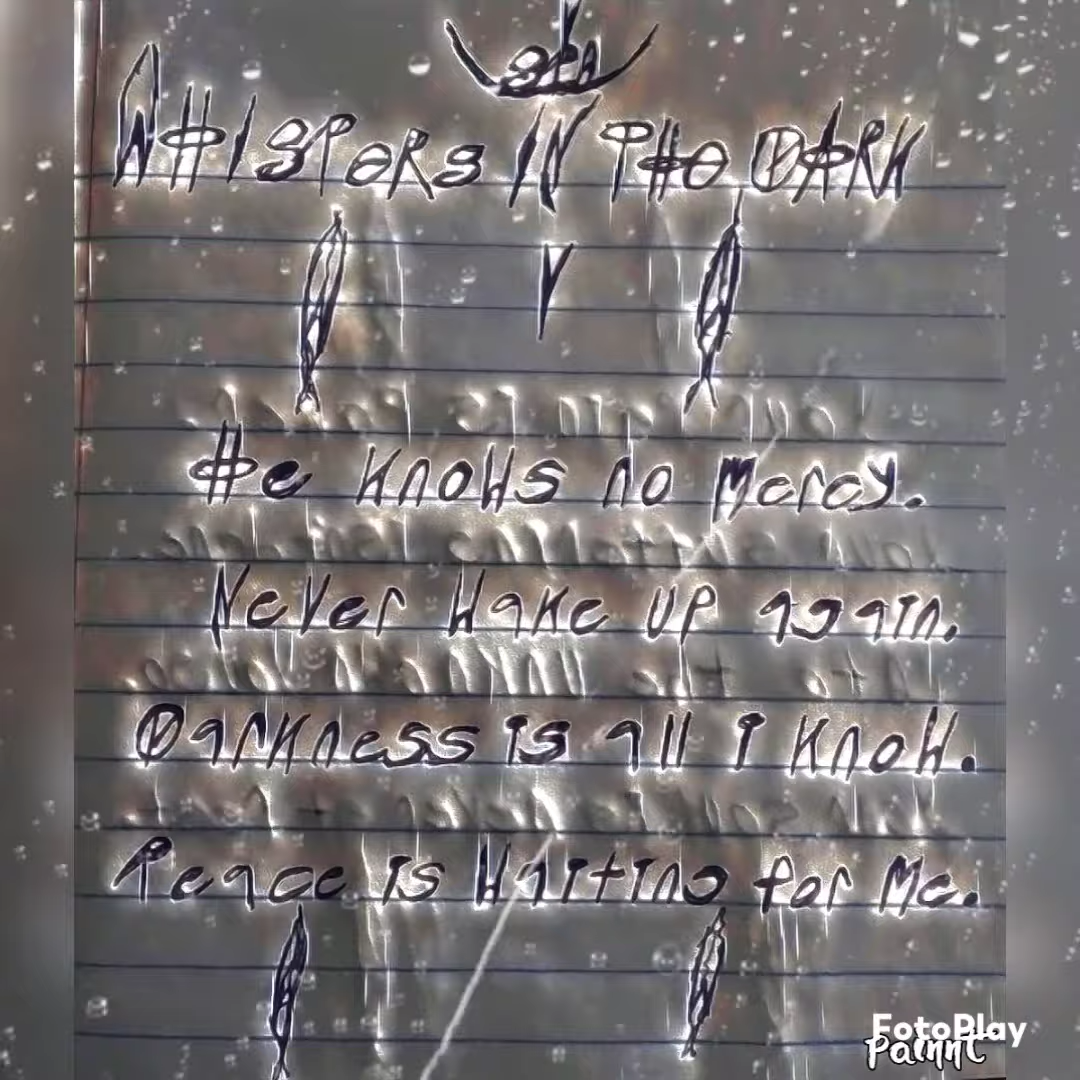 WHISPERS IN THE DARK
V
He Knows no Mercy.
Never Wake up again.
Darkness is all I Know.
Peace is Waiting for Me.
FotoPlay
Painnt